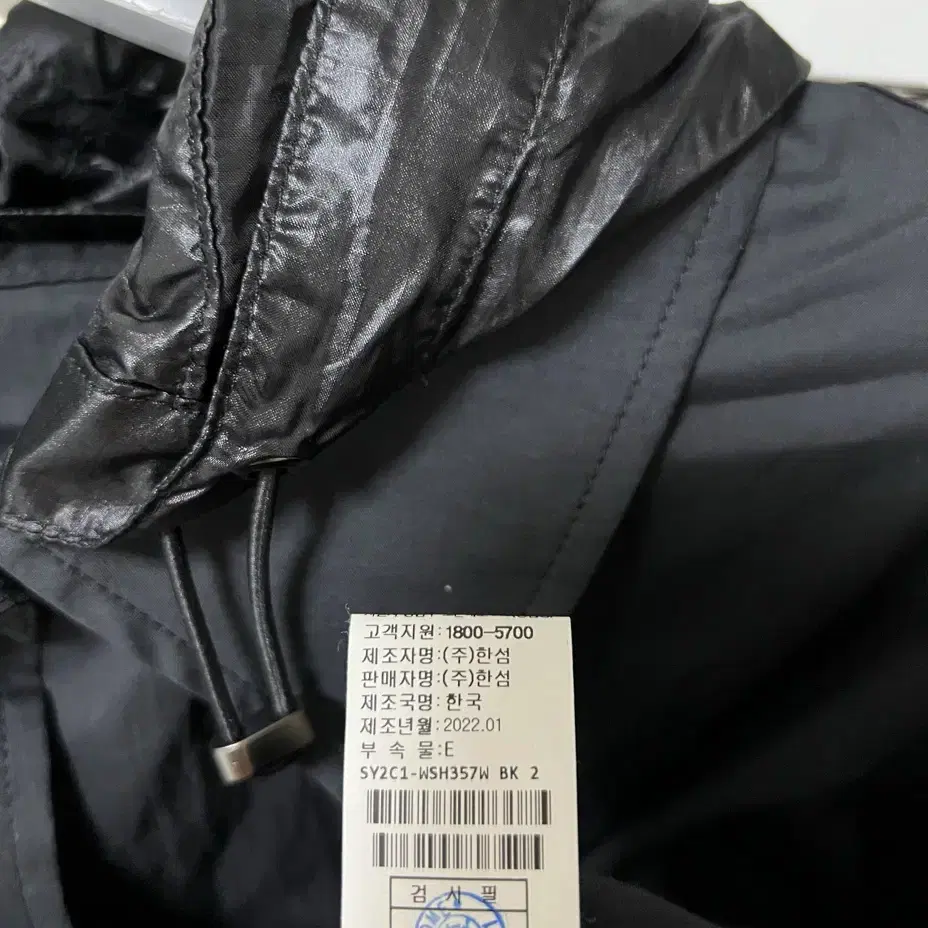 고객지원:1800-5700
제조자명:(주)한섬
판매자명:(주)한섬
제조국명: 한국
제조년월:2022.01
부 속 물:E
SY2C1-WSH357W BK 2
검 사 필